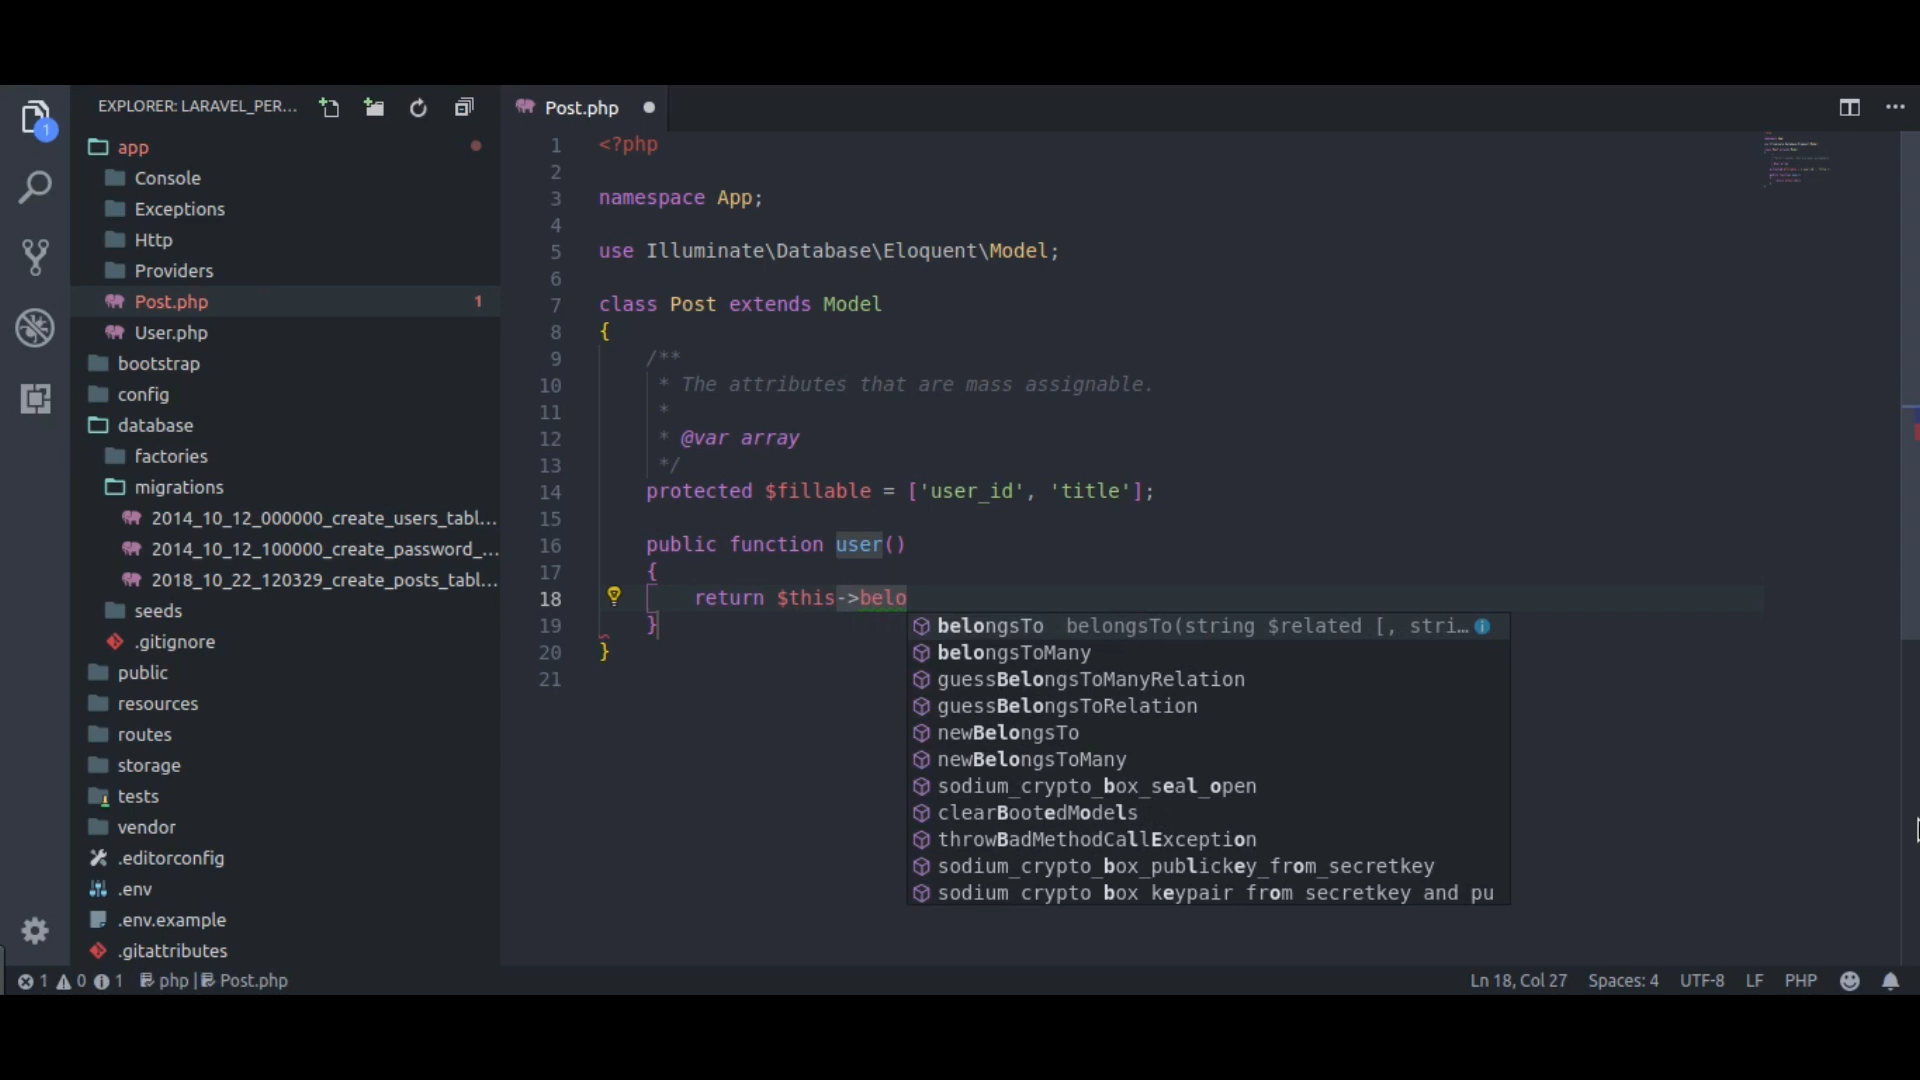 EXPLORER: LARAVEL_PER...
1
app
Console
Exceptions
Http
Providers
Post.php 1
User.php
bootstrap
config
database
factories
migrations
2014_10_12_000000_create_users_tabl...
2014_10_12_100000_create_password_...
2018_10_22_120329_create_posts_tabl...
seeds
.gitignore
public
resources
routes
storage
tests
vendor
.editorconfig
.env
.env.example
.gitattributes
Post.php
1 <?php
2
3 namespace App;
4
5 use Illuminate\Database\Eloquent\Model;
6
7 class Post extends Model
8 {
9 /**
10 * The attributes that are mass assignable.
11 *
12 * @var array
13 */
14 protected $fillable = ['user_id', 'title'];
15
16 public function user()
17 {
18 return $this->belo
19 }
20 }
21
belongsTo belongsTo(string $related [, stri...
belongsToMany
guessBelongsToManyRelation
guessBelongsToRelation
newBelongsTo
newBelongsToMany
sodium_crypto_box_seal_open
clearBootedModels
throwBadMethodCallException
sodium_crypto_box_publickey_from_secretkey
sodium_crypto_box_keypair_from_secretkey_and_pu
1 0 1 php | Post.php Ln 18, Col 27 Spaces: 4 UTF-8 LF PHP